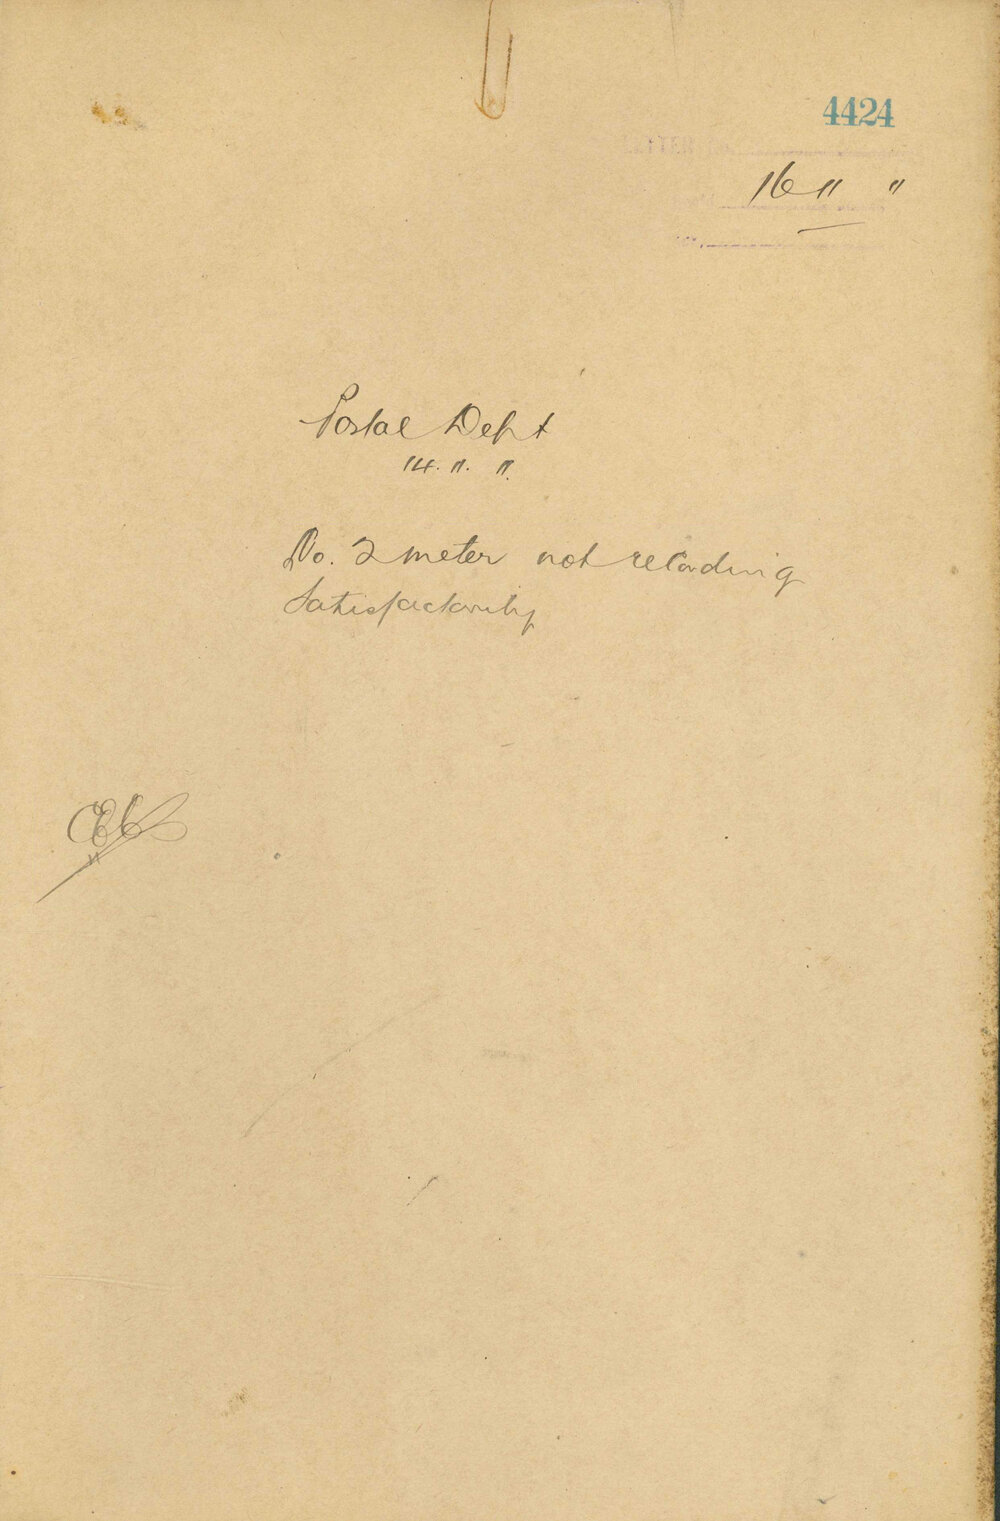 4424
16 11 11
Postal Dept
14. 11. 11.
No. 2 meter not recording
Satisfactorily